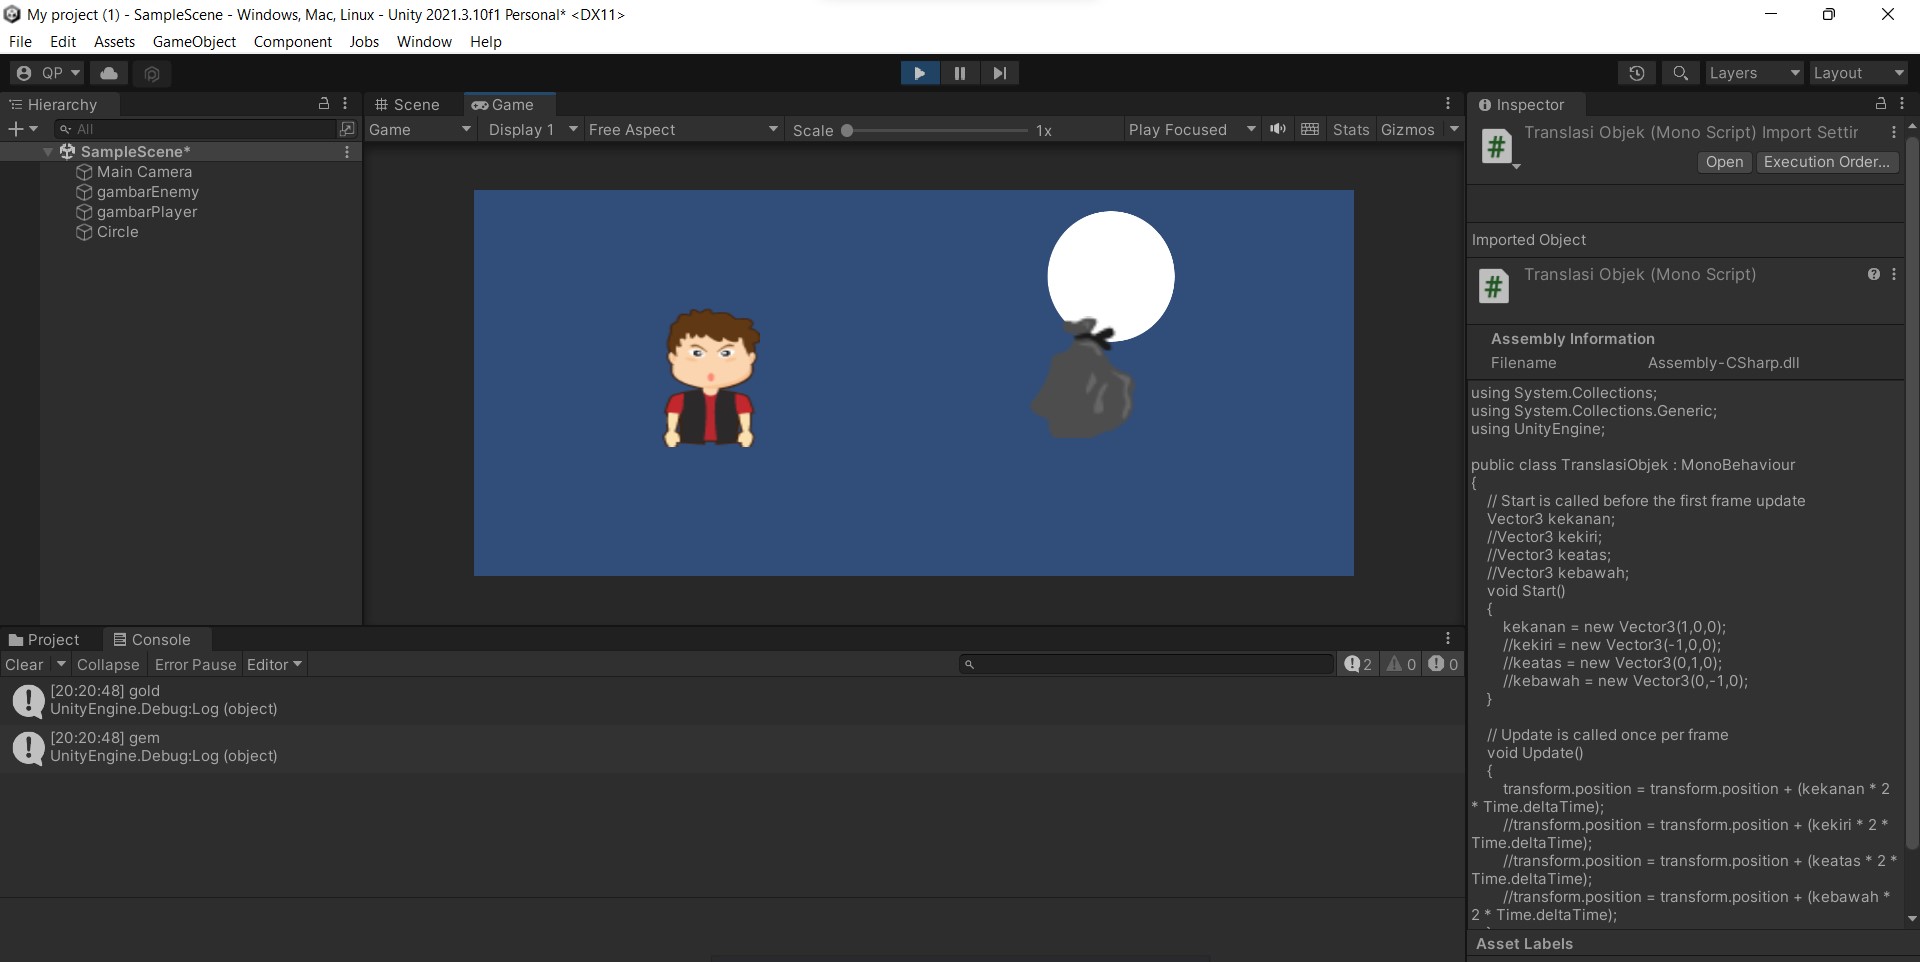 My project (1) - SampleScene - Windows, Mac, Linux - Unity 2021.3.10f1 Personal* <DX11>
File Edit Assets GameObject Component Jobs Window Help
QP
Layers Layout
Hierarchy
All
SampleScene*
Main Camera
gambarEnemy
gambarPlayer
Circle
Scene Game
Game Display 1 Free Aspect Scale 1x Play Focused Stats Gizmos
Project Console
Clear Collapse Error Pause Editor 2 0 0
[20:20:48] gold
UnityEngine.Debug:Log (object)
[20:20:48] gem
UnityEngine.Debug:Log (object)
Inspector
Translasi Objek (Mono Script) Import Settir
Open Execution Order...
Imported Object
Translasi Objek (Mono Script)
Assembly Information
Filename Assembly-CSharp.dll
using System.Collections;
using System.Collections.Generic;
using UnityEngine;
public class TranslasiObjek : MonoBehaviour
{
// Start is called before the first frame update
Vector3 kekanan;
//Vector3 kekiri;
//Vector3 keatas;
//Vector3 kebawah;
void Start()
{
kekanan = new Vector3(1,0,0);
//kekiri = new Vector3(-1,0,0);
//keatas = new Vector3(0,1,0);
//kebawah = new Vector3(0,-1,0);
}
// Update is called once per frame
void Update()
{
transform.position = transform.position + (kekanan * 2
* Time.deltaTime);
//transform.position = transform.position + (kekiri * 2 *
Time.deltaTime);
//transform.position = transform.position + (keatas * 2 *
Time.deltaTime);
//transform.position = transform.position + (kebawah *
2 * Time.deltaTime);
Asset Labels